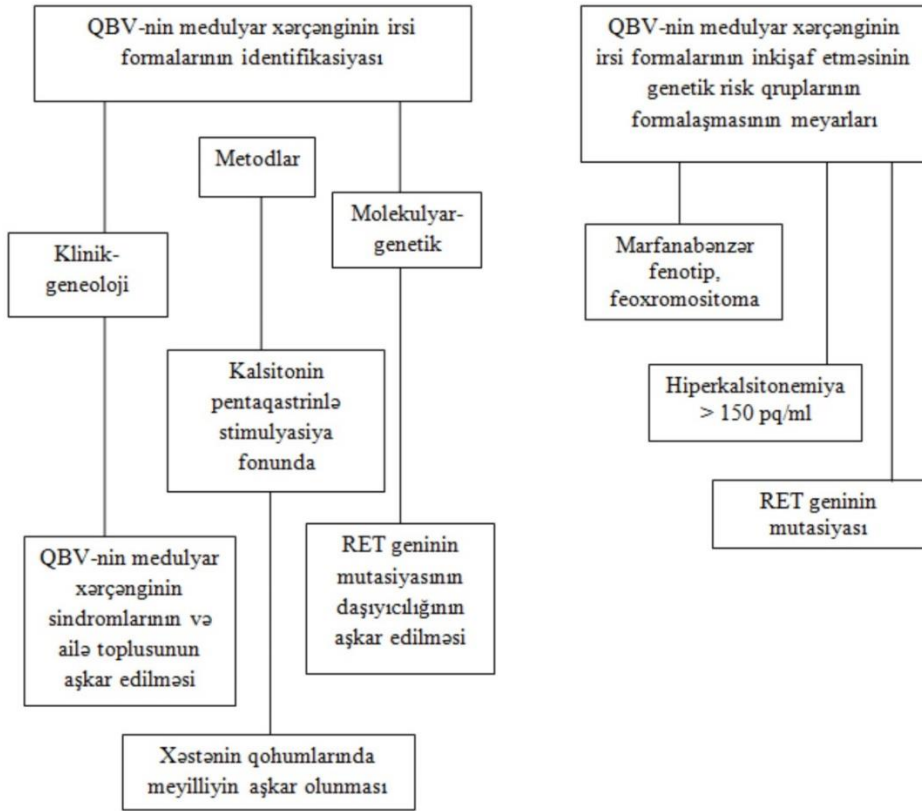 QBV-nin medulyar xərçənginin irsi
formalarının identifikasiyası
Metodlar
Molekulyar-
genetik
Klinik-
geneoloji
Kalsitonin
pentaqastrinlə
stimulyasiya
fonunda
QBV-nin medulyar
xərçənginin
sindromlarının və
ailə toplusunun
aşkar edilməsi
RET geninin
mutasiyasının
daşıyıcılığının
aşkar edilməsi
Xəstənin qohumlarında
meyilliyin aşkar olunması
QBV-nin medulyar xərçənginin
irsi formalarının inkişaf etməsinin
genetik risk qruplarının
formalaşmasının meyarları
Marfanabənzər
fenotip,
feoxromositoma
Hiperkalsitonemiya
> 150 pq/ml
RET geninin
mutasiyası